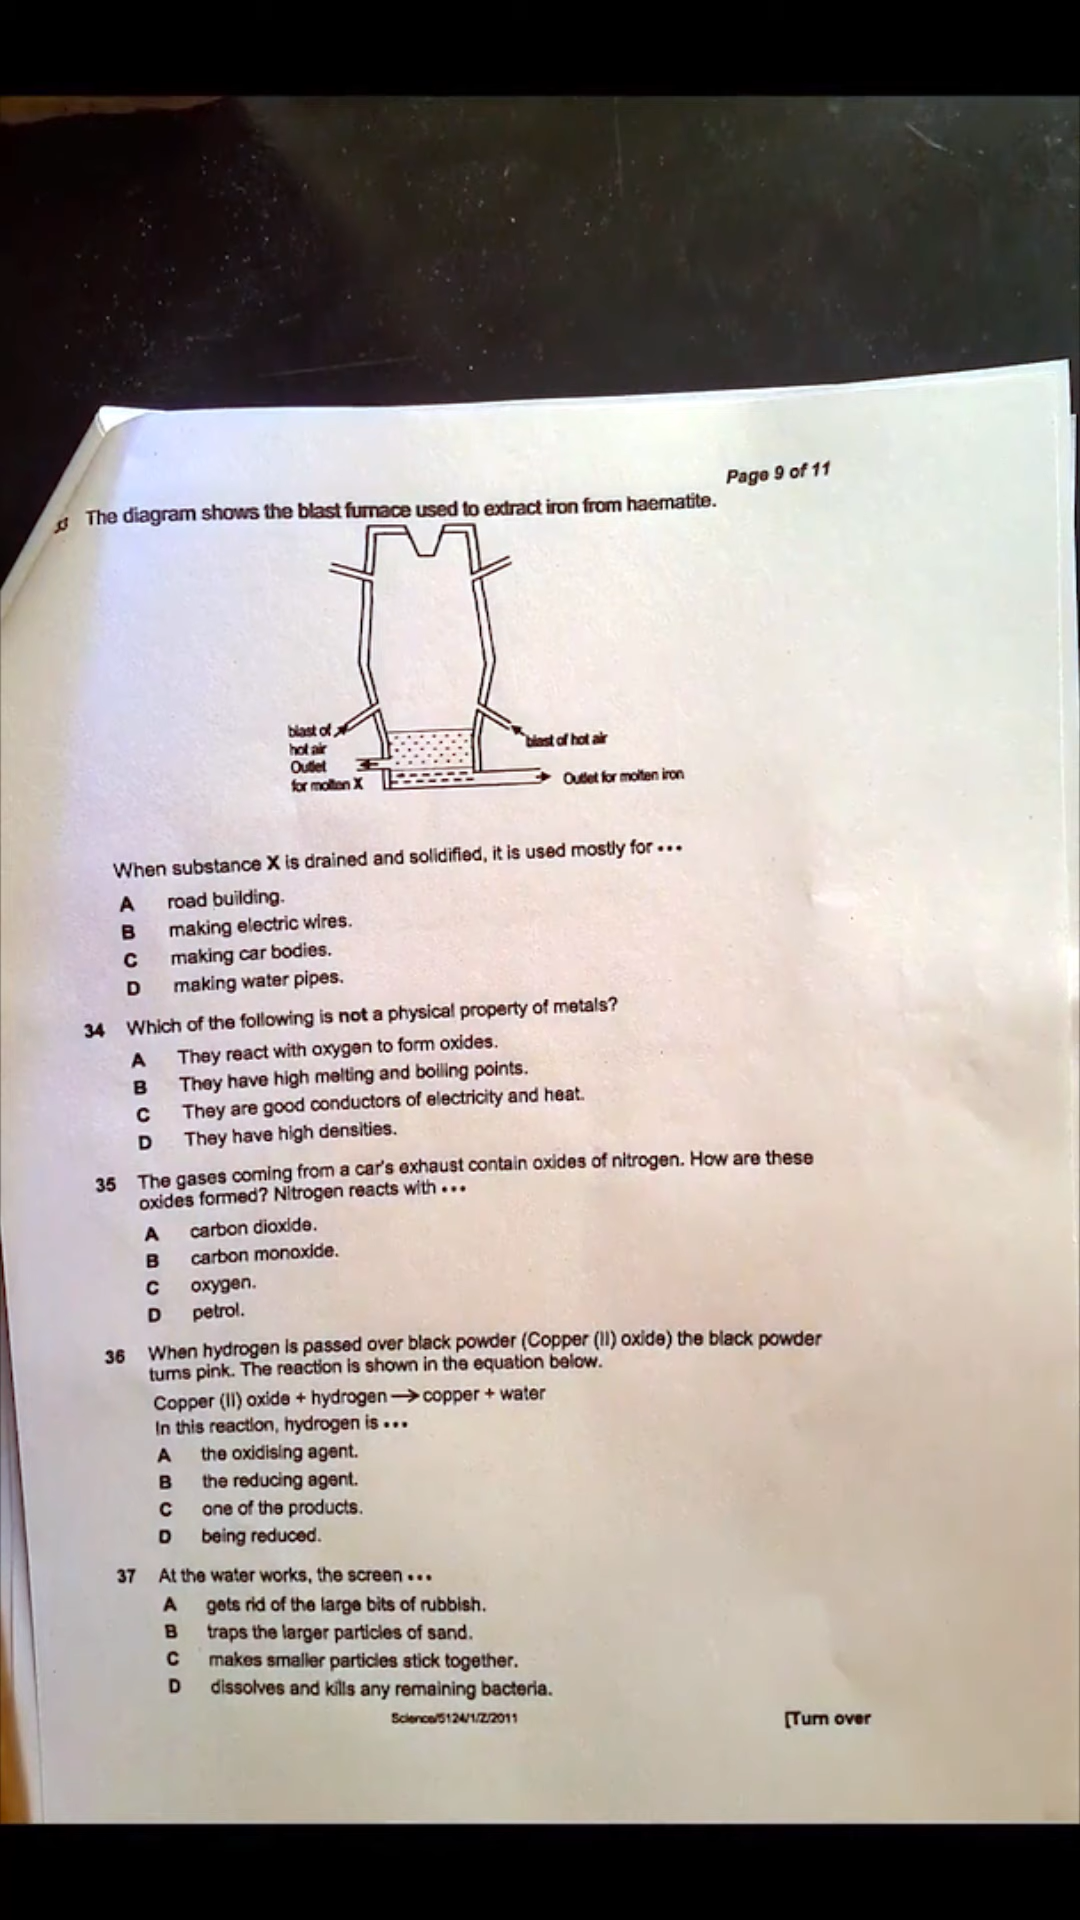 Page 9 of 11
33 The diagram shows the blast furnace used to extract iron from haematite.
blast of
hot air
Outlet
for molten X
blast of hot air
Outlet for molten iron
When substance X is drained and solidified, it is used mostly for •••
A road building.
B making electric wires.
C making car bodies.
D making water pipes.
34 Which of the following is not a physical property of metals?
A They react with oxygen to form oxides.
B They have high melting and boiling points.
C They are good conductors of electricity and heat.
D They have high densities.
35 The gases coming from a car's exhaust contain oxides of nitrogen. How are these
oxides formed? Nitrogen reacts with •••
A carbon dioxide.
B carbon monoxide.
C oxygen.
D petrol.
36 When hydrogen is passed over black powder (Copper (II) oxide) the black powder
turns pink. The reaction is shown in the equation below.
Copper (II) oxide + hydrogen → copper + water
In this reaction, hydrogen is •••
A the oxidising agent.
B the reducing agent.
C one of the products.
D being reduced.
37 At the water works, the screen •••
A gets rid of the large bits of rubbish.
B traps the larger particles of sand.
C makes smaller particles stick together.
D dissolves and kills any remaining bacteria.
Science/5124/1/Z/2011
[Turn over